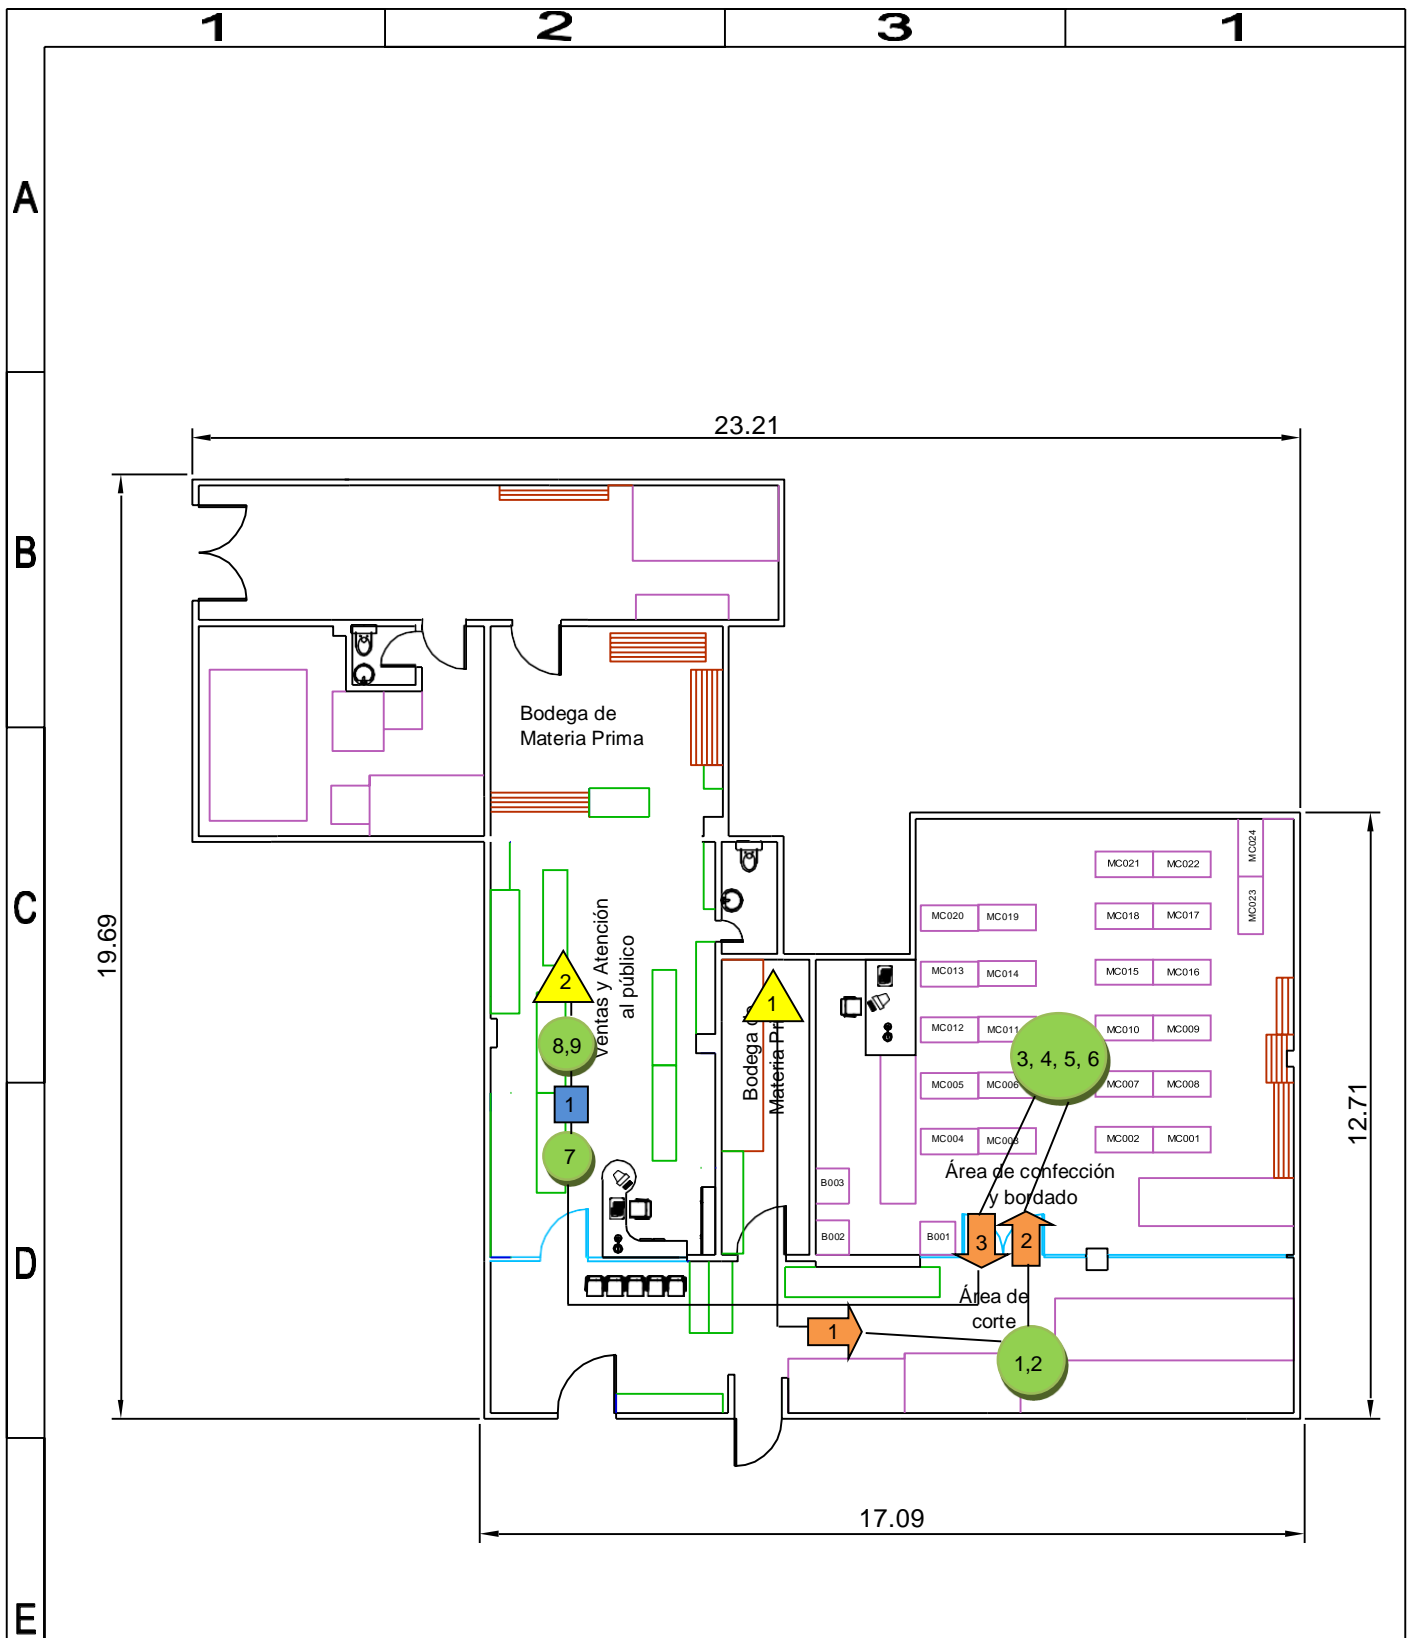 1
2
3
1
A
B
C
D
E
23.21
19.69
12.71
17.09
Bodega de
Materia Prima
Ventas y Atención
al público
Bodega
Materia Pr
MC021
MC022
MC024
MC023
MC020
MC019
MC018
MC017
MC013
MC014
MC015
MC016
MC012
MC011
MC010
MC009
MC005
MC006
MC007
MC008
MC004
MC003
MC002
MC001
B003
B002
B001
Área de confección
y bordado
Área de
corte
2
8,9
1
7
1
3, 4, 5, 6
3
2
1
1,2